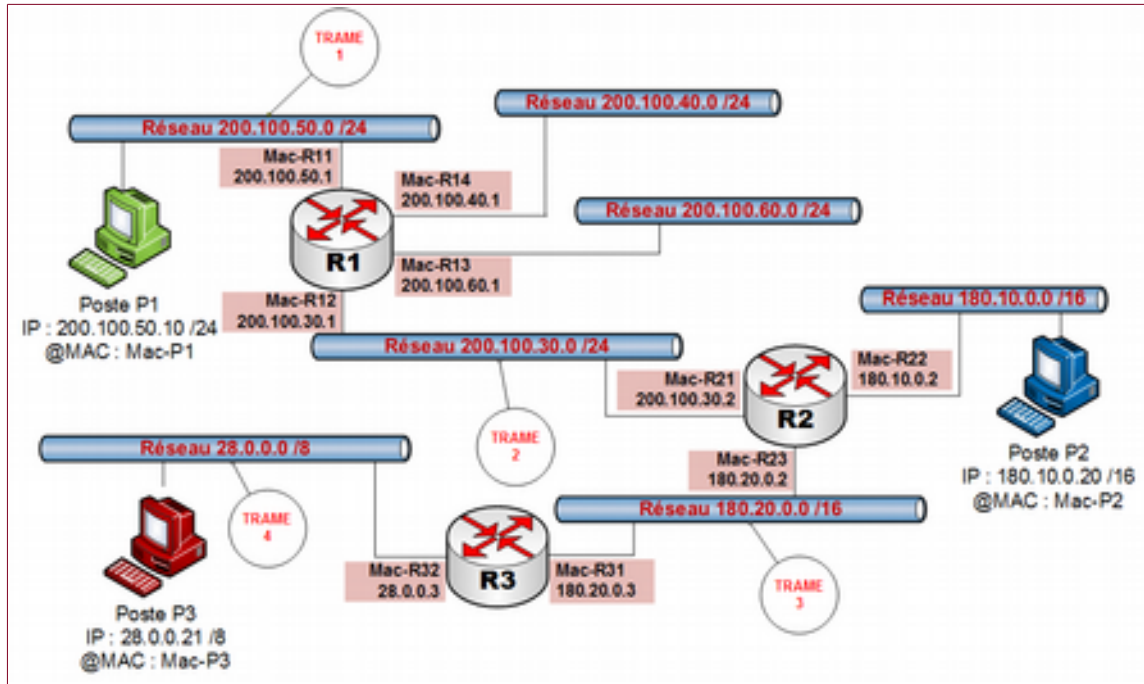 TRAME
1
Réseau 200.100.40.0 /24
Réseau 200.100.50.0 /24
Mac-R11
200.100.50.1
Mac-R14
200.100.40.1
Réseau 200.100.60.0 /24
R1
Mac-R13
200.100.60.1
Poste P1
IP : 200.100.50.10 /24
@MAC : Mac-P1
Mac-R12
200.100.30.1
Réseau 180.10.0.0 /16
Réseau 200.100.30.0 /24
Mac-R21
200.100.30.2
Mac-R22
180.10.0.2
R2
TRAME
2
Réseau 28.0.0.0 /8
Mac-R23
180.20.0.2
Poste P2
IP : 180.10.0.20 /16
@MAC : Mac-P2
Réseau 180.20.0.0 /16
TRAME
4
Mac-R32
28.0.0.3
R3
Mac-R31
180.20.0.3
TRAME
3
Poste P3
IP : 28.0.0.21 /8
@MAC : Mac-P3